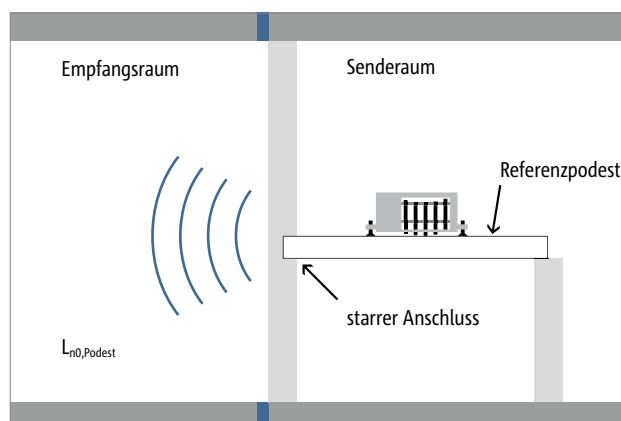 Empfangsraum
Senderaum
Referenzpodest
starrer Anschluss
Ln0,Podest